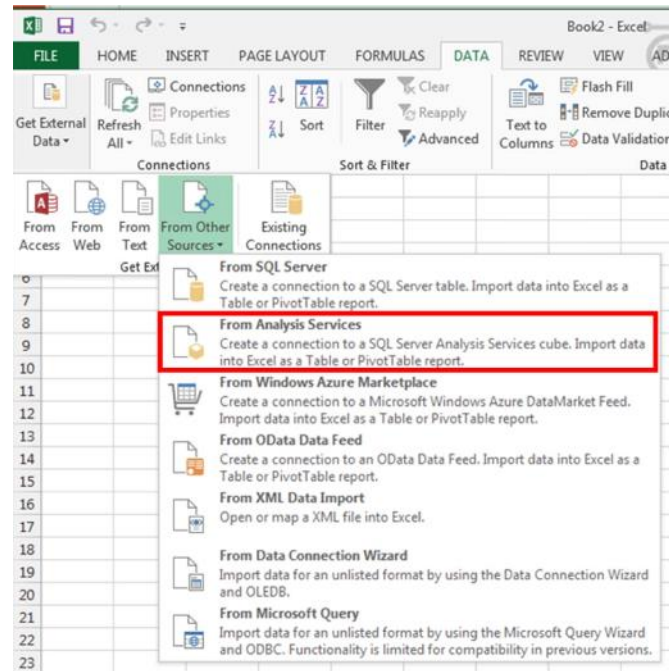 Book2 - Excel
FILE HOME INSERT PAGE LAYOUT FORMULAS DATA REVIEW VIEW AD
Get External Data
Refresh All
Connections
Properties
Edit Links
Connections
A Z
Z A
Z A
A Z
Sort
Filter
Clear
Reapply
Advanced
Sort & Filter
Text to Columns
Flash Fill
Remove Duplic
Data Validation
Data
From Access
From Web
From Text
From Other Sources
Existing Connections
Get Ext
From SQL Server
Create a connection to a SQL Server table. Import data into Excel as a
Table or PivotTable report.
From Analysis Services
Create a connection to a SQL Server Analysis Services cube. Import data
into Excel as a Table or PivotTable report.
From Windows Azure Marketplace
Create a connection to a Microsoft Windows Azure DataMarket Feed.
Import data into Excel as a Table or PivotTable report.
From OData Data Feed
Create a connection to an OData Data Feed. Import data into Excel as a
Table or PivotTable report.
From XML Data Import
Open or map a XML file into Excel.
From Data Connection Wizard
Import data for an unlisted format by using the Data Connection Wizard
and OLEDB.
From Microsoft Query
Import data for an unlisted format by using the Microsoft Query Wizard
and ODBC. Functionality is limited for compatibility in previous versions.
6
7
8
9
10
11
12
13
14
15
16
17
18
19
20
21
22
23